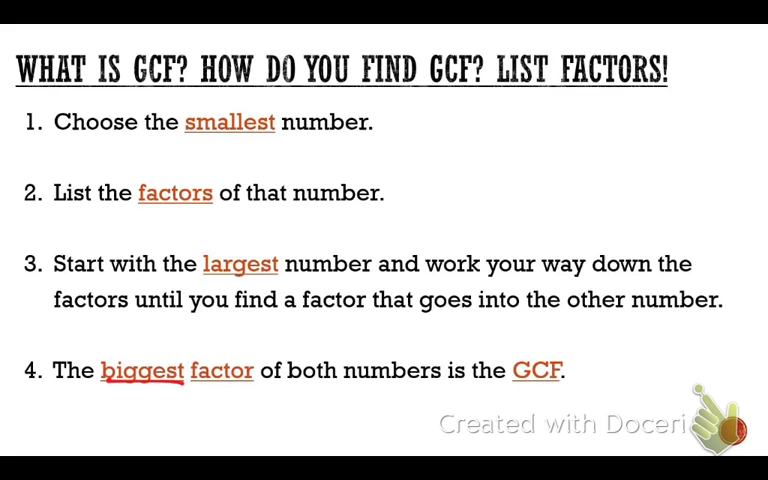 WHAT IS GCF? HOW DO YOU FIND GCF? LIST FACTORS!
1. Choose the smallest number.
2. List the factors of that number.
3. Start with the largest number and work your way down the
factors until you find a factor that goes into the other number.
4. The biggest factor of both numbers is the GCF.
Created with Doceri